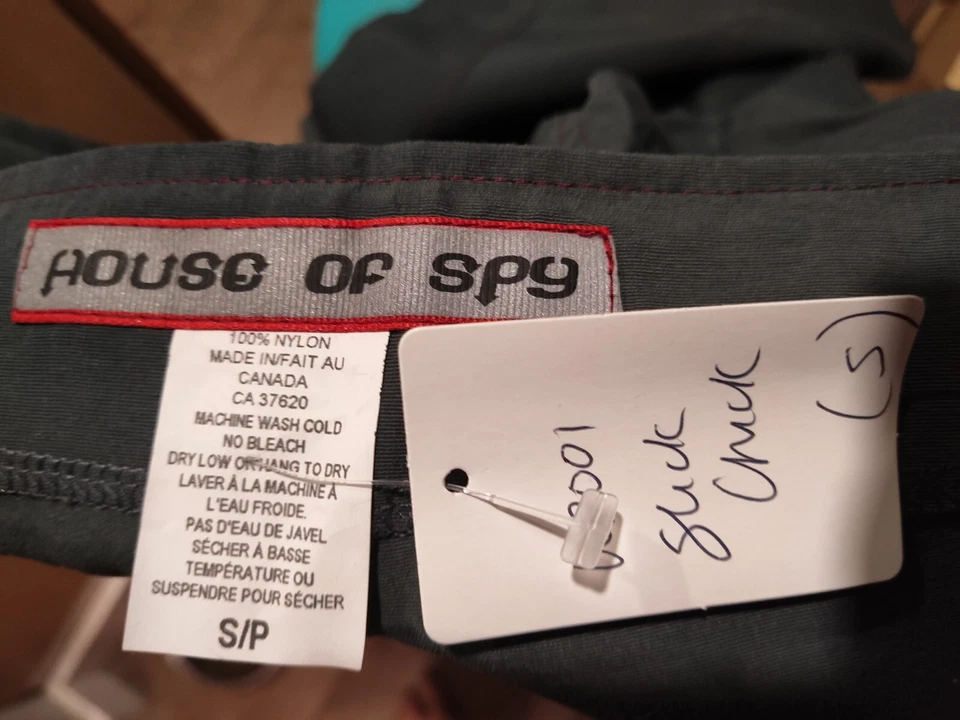 HOUSE OF SPY
100% NYLON
MADE IN/FAIT AU
CANADA
CA 37620
MACHINE WASH COLD
NO BLEACH
DRY LOW OR HANG TO DRY
LAVER À LA MACHINE À
L'EAU FROIDE.
PAS D'EAU DE JAVEL
SÉCHER À BASSE
TEMPÉRATURE OU
SUSPENDRE POUR SÉCHER
S/P
Slick
Chick
(S)